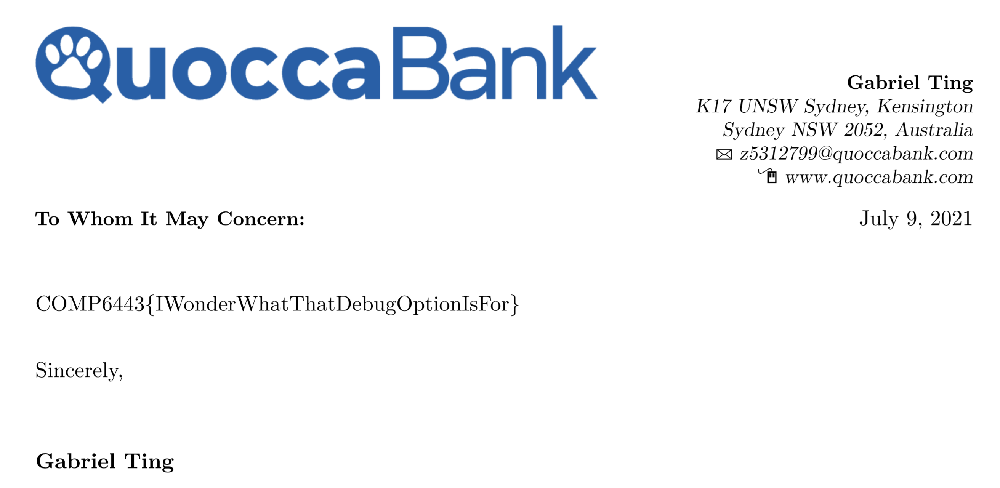 QuoccaBank
Gabriel Ting
K17 UNSW Sydney, Kensington
Sydney NSW 2052, Australia
✉ z5312799@quoccabank.com
www.quoccabank.com
To Whom It May Concern:
July 9, 2021
COMP6443{IWonderWhatThatDebugOptionIsFor}
Sincerely,
Gabriel Ting